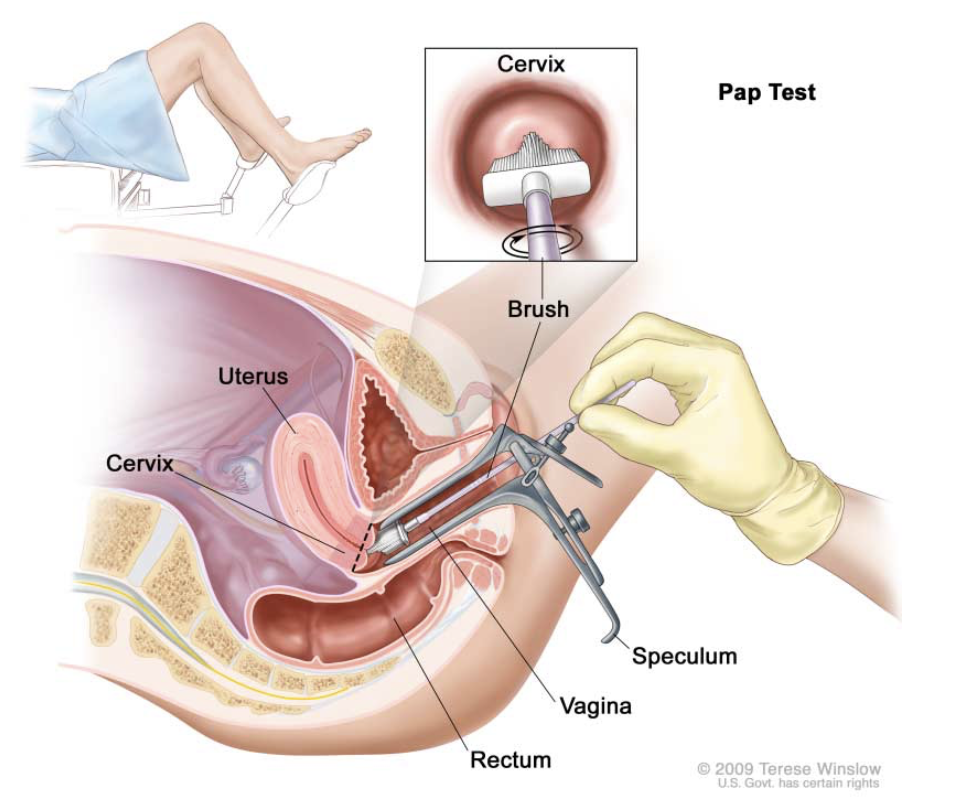 Cervix
Pap Test
Brush
Uterus
Cervix
Speculum
Vagina
Rectum
© 2009 Terese Winslow
U.S. Govt. has certain rights